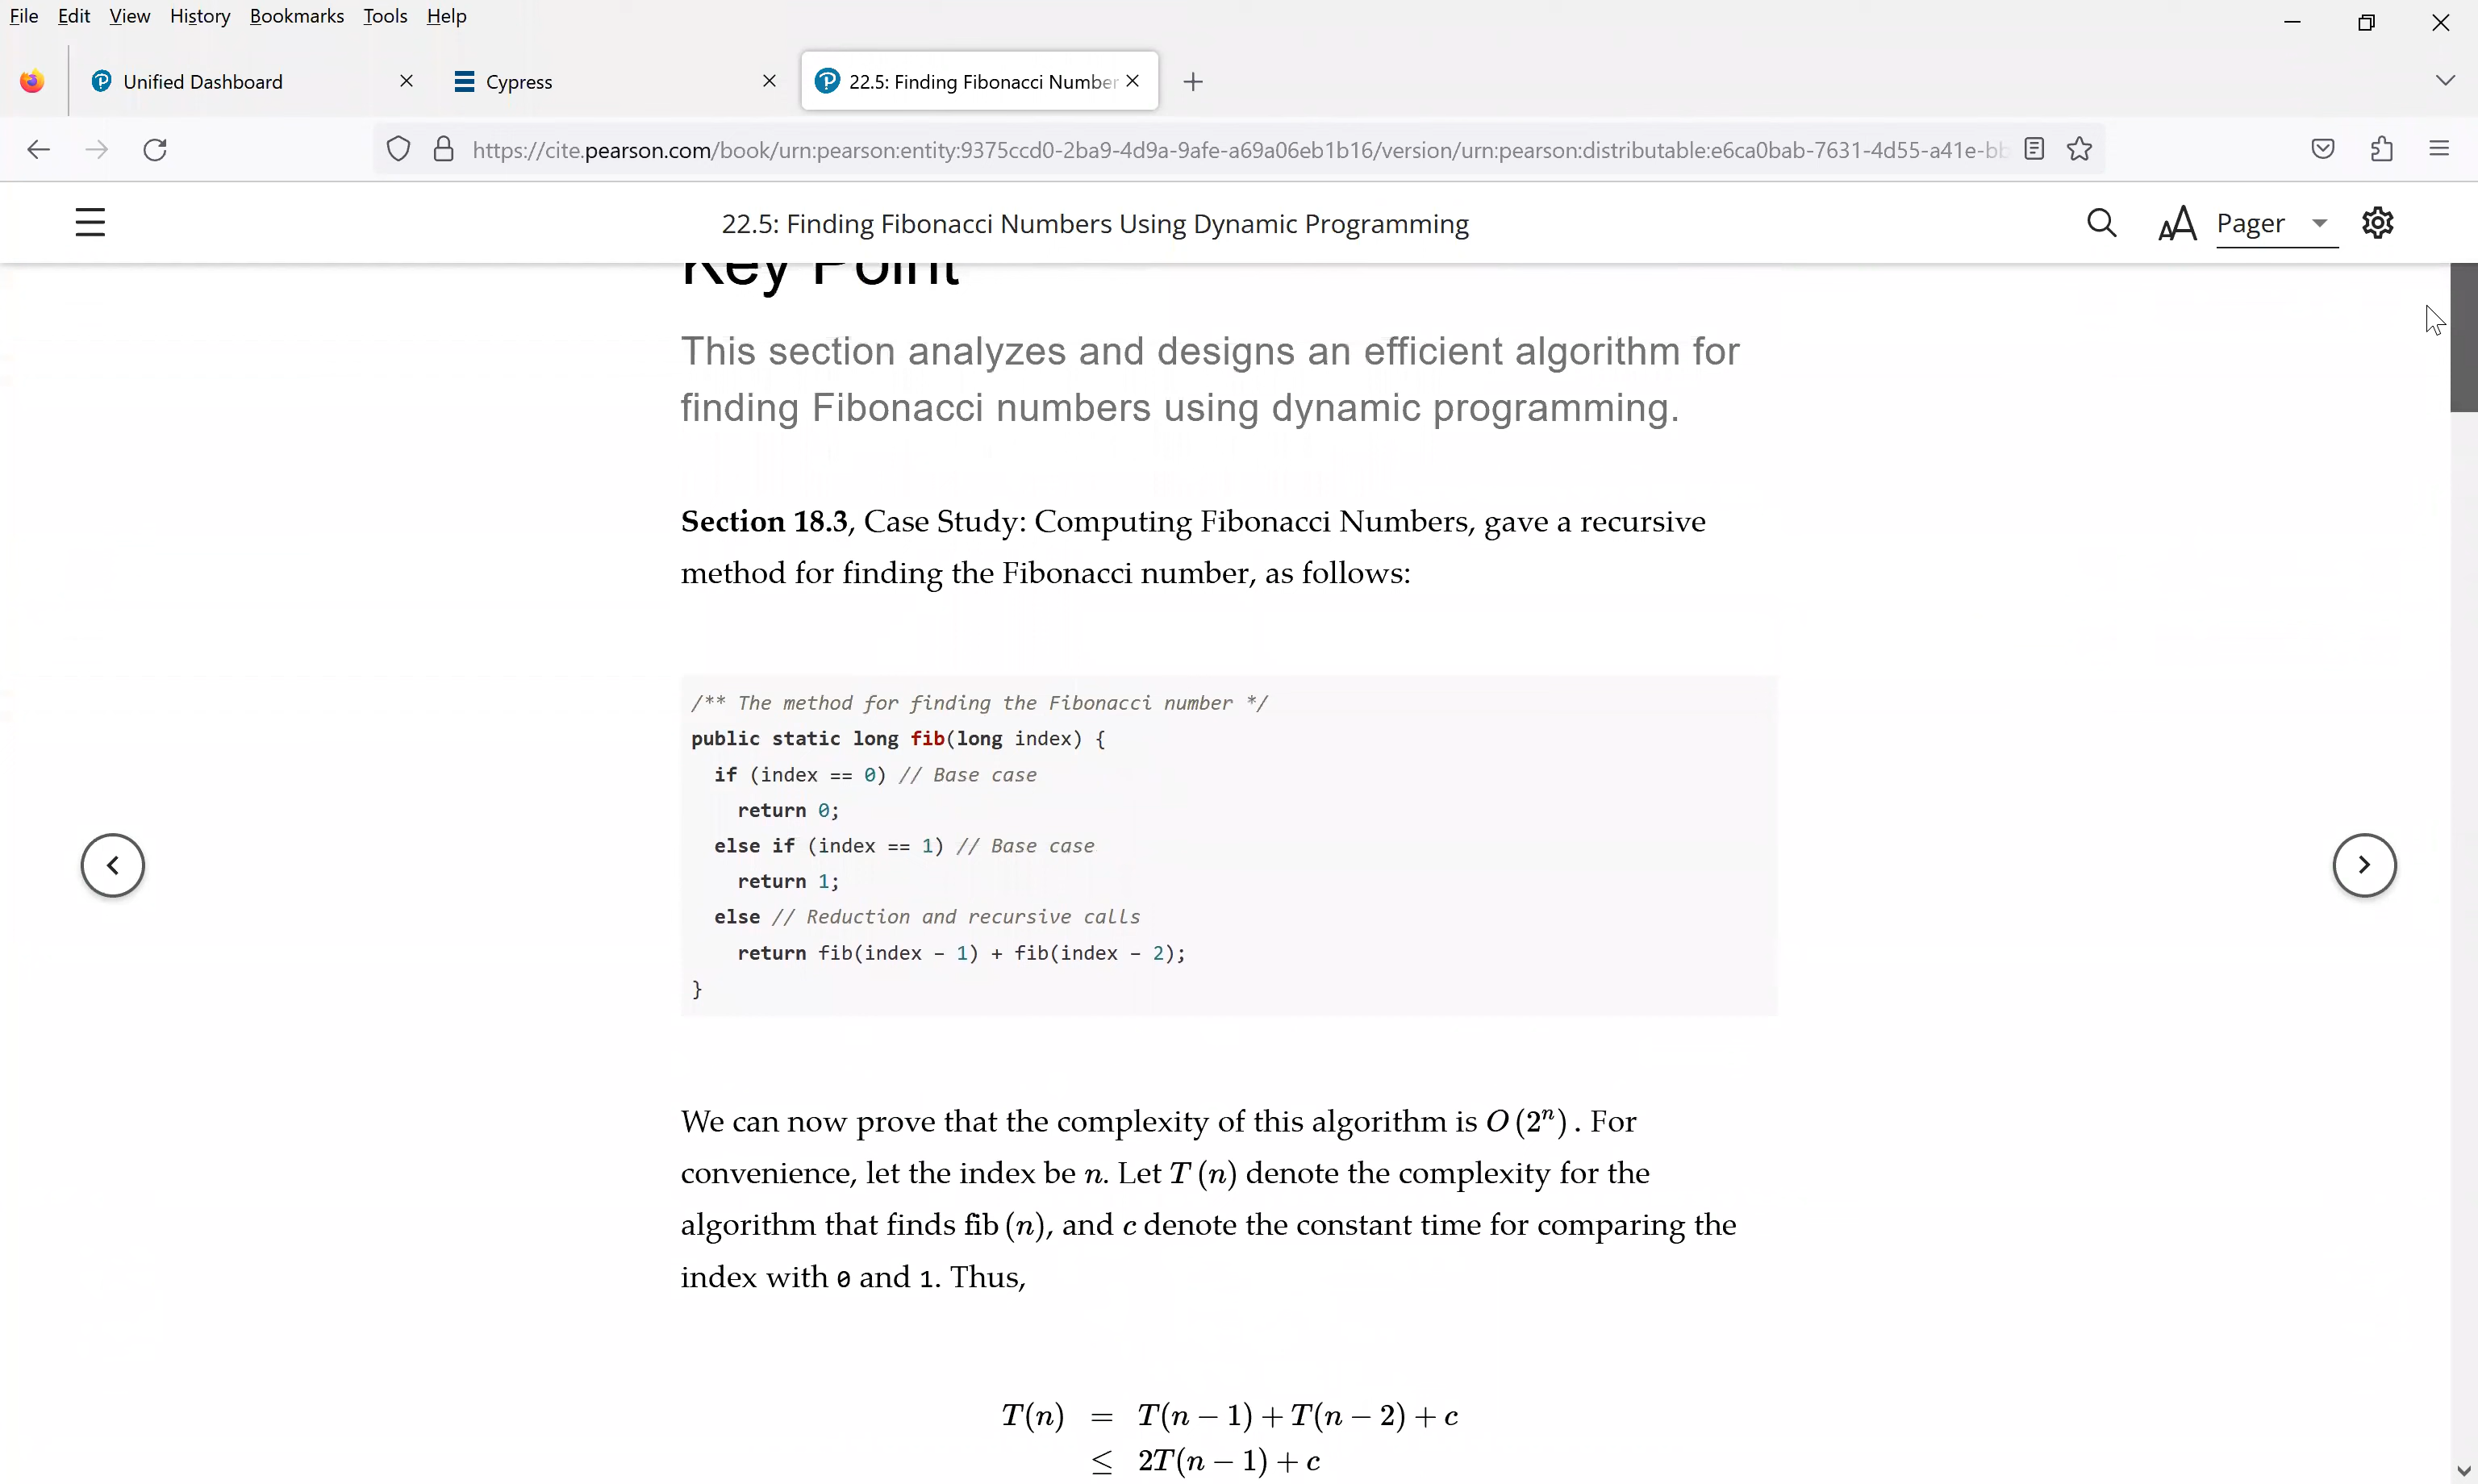 File Edit View History Bookmarks Tools Help
Unified Dashboard
Cypress
22.5: Finding Fibonacci Number
https://cite.pearson.com/book/urn:pearson:entity:9375ccd0-2ba9-4d9a-9afe-a69a06eb1b16/version/urn:pearson:distributable:e6ca0bab-7631-4d55-a41e-bb
22.5: Finding Fibonacci Numbers Using Dynamic Programming
AA Pager
Key Point
This section analyzes and designs an efficient algorithm for
finding Fibonacci numbers using dynamic programming.
Section 18.3, Case Study: Computing Fibonacci Numbers, gave a recursive
method for finding the Fibonacci number, as follows:
/** The method for finding the Fibonacci number */
public static long fib(long index) {
if (index == 0) // Base case
return 0;
else if (index == 1) // Base case
return 1;
else // Reduction and recursive calls
return fib(index – 1) + fib(index – 2);
}
We can now prove that the complexity of this algorithm is O(2ⁿ). For
convenience, let the index be n. Let T(n) denote the complexity for the
algorithm that finds fib(n), and c denote the constant time for comparing the
index with 0 and 1. Thus,
T(n) = T(n − 1) + T(n − 2) + c
≤ 2T(n − 1) + c